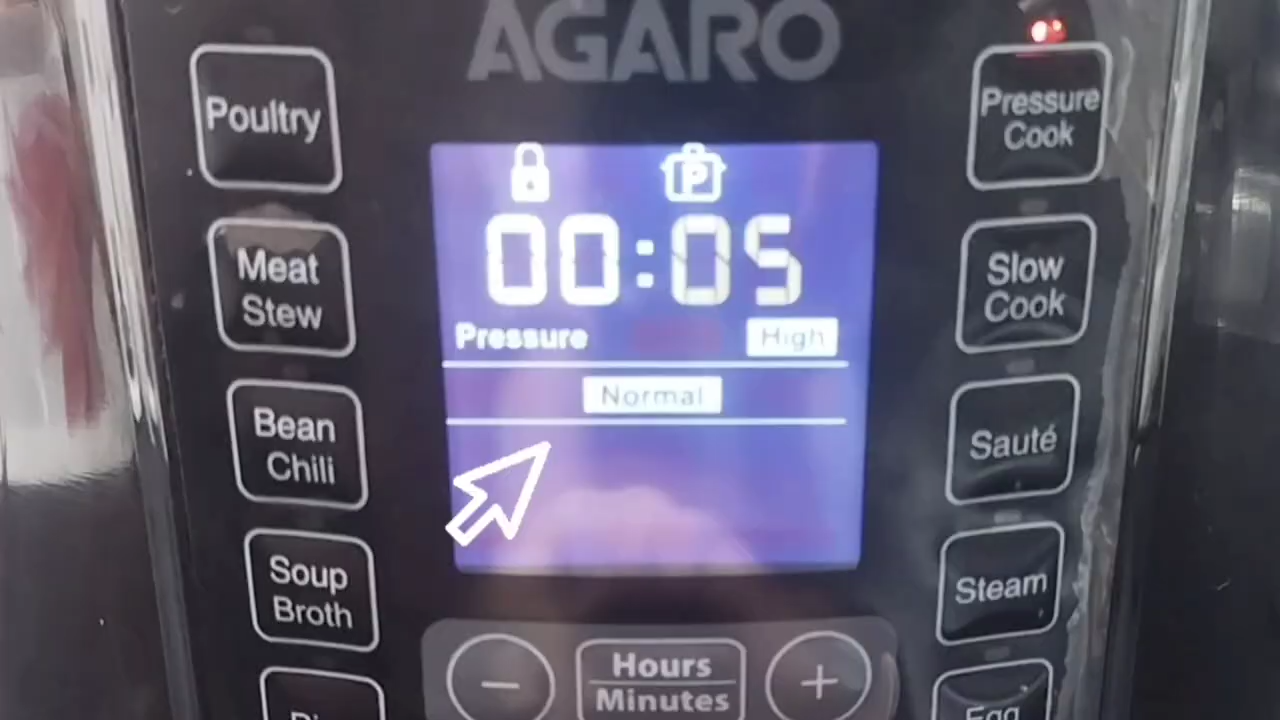 AGARO
Poultry
Pressure
Cook
P
00:05
Meat
Stew
Slow
Cook
Pressure High
Normal
Bean
Chili
Sauté
Soup
Broth
Steam
− Hours +
Minutes
Egg